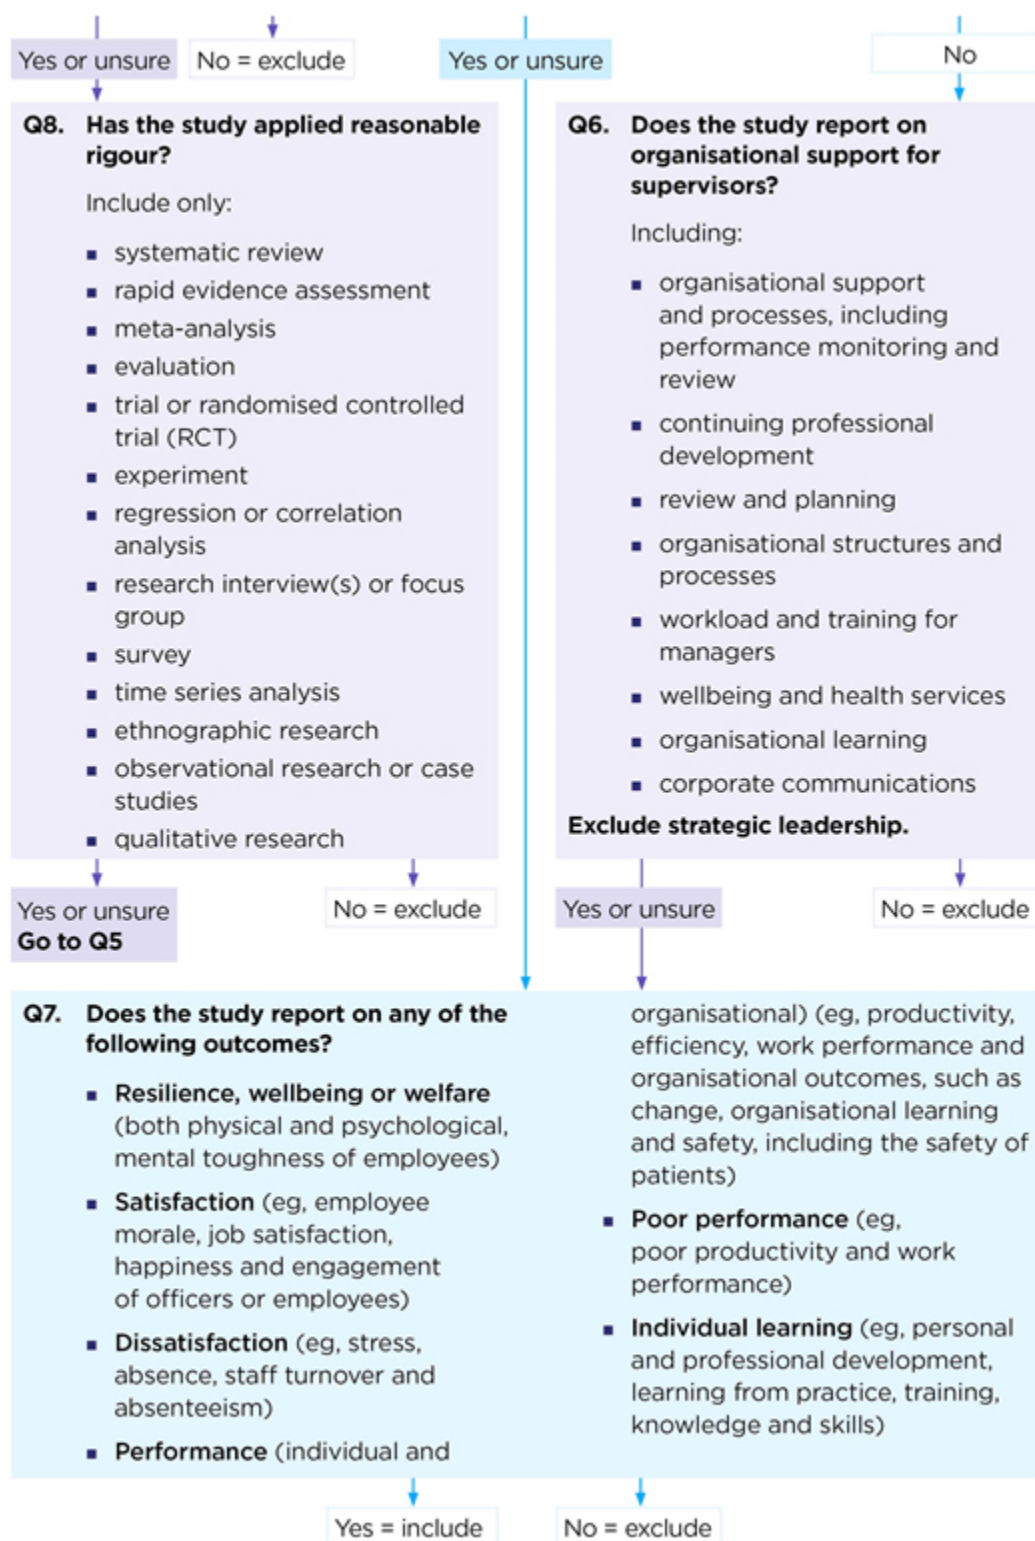 Yes or unsure
No = exclude
Yes or unsure
No
Q8. Has the study applied reasonable
rigour?
Include only:
▪ systematic review
▪ rapid evidence assessment
▪ meta-analysis
▪ evaluation
▪ trial or randomised controlled
trial (RCT)
▪ experiment
▪ regression or correlation
analysis
▪ research interview(s) or focus
group
▪ survey
▪ time series analysis
▪ ethnographic research
▪ observational research or case
studies
▪ qualitative research
Yes or unsure
Go to Q5
No = exclude
Q6. Does the study report on
organisational support for
supervisors?
Including:
▪ organisational support
and processes, including
performance monitoring and
review
▪ continuing professional
development
▪ review and planning
▪ organisational structures and
processes
▪ workload and training for
managers
▪ wellbeing and health services
▪ organisational learning
▪ corporate communications
Exclude strategic leadership.
Yes or unsure
No = exclude
Q7. Does the study report on any of the
following outcomes?
▪ Resilience, wellbeing or welfare
(both physical and psychological,
mental toughness of employees)
▪ Satisfaction (eg, employee
morale, job satisfaction,
happiness and engagement
of officers or employees)
▪ Dissatisfaction (eg, stress,
absence, staff turnover and
absenteeism)
▪ Performance (individual and
organisational) (eg, productivity,
efficiency, work performance and
organisational outcomes, such as
change, organisational learning
and safety, including the safety of
patients)
▪ Poor performance (eg,
poor productivity and work
performance)
▪ Individual learning (eg, personal
and professional development,
learning from practice, training,
knowledge and skills)
Yes = include
No = exclude